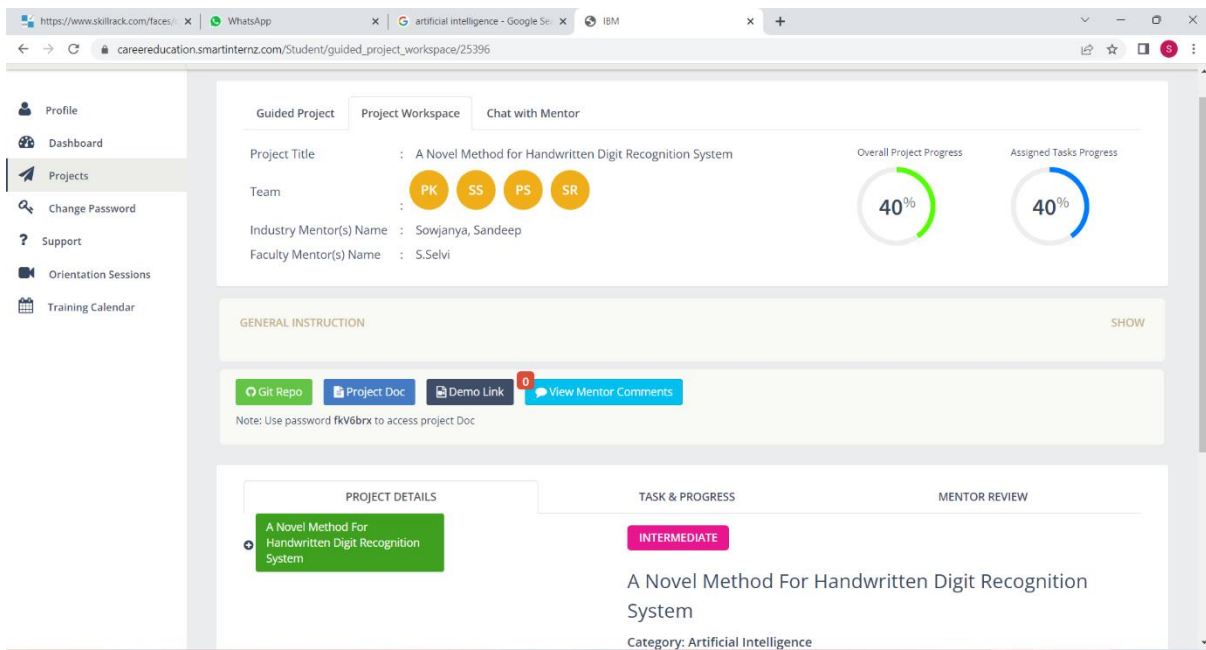 https://www.skillrack.com/faces/
WhatsApp
artificial intelligence - Google Se
IBM
careereducation.smartinternz.com/Student/guided_project_workspace/25396
S
Profile
Dashboard
Projects
Change Password
Support
Orientation Sessions
Training Calendar
Guided Project Project Workspace Chat with Mentor
Project Title : A Novel Method for Handwritten Digit Recognition System
Team : PK SS PS SR
Industry Mentor(s) Name : Sowjanya, Sandeep
Faculty Mentor(s) Name : S.Selvi
Overall Project Progress Assigned Tasks Progress
40% 40%
GENERAL INSTRUCTION SHOW
Git Repo Project Doc Demo Link 0 View Mentor Comments
Note: Use password fkV6brx to access project Doc
PROJECT DETAILS TASK & PROGRESS MENTOR REVIEW
A Novel Method For
Handwritten Digit Recognition
System
INTERMEDIATE
A Novel Method For Handwritten Digit Recognition
System
Category: Artificial Intelligence